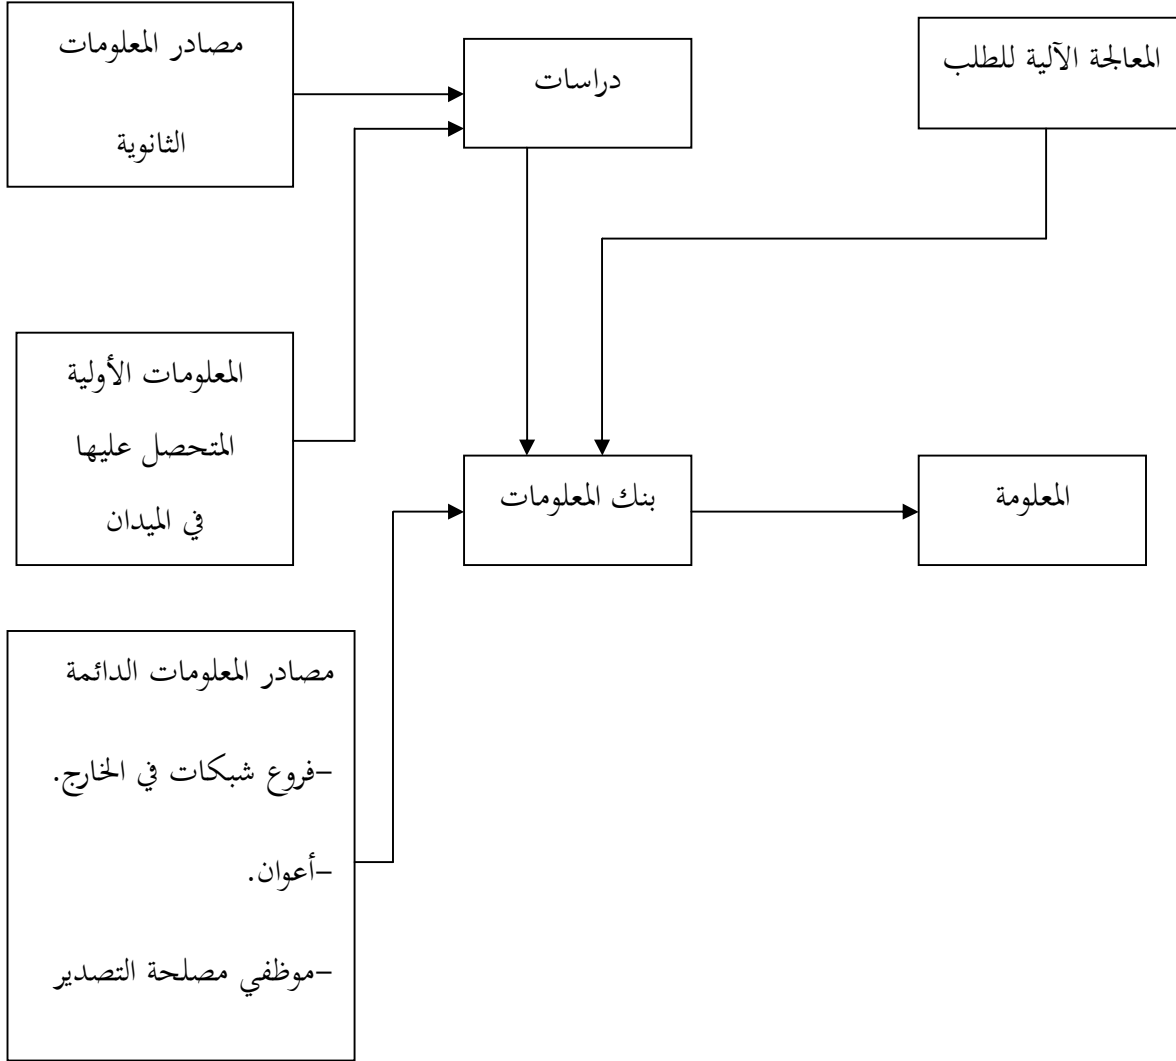 مصادر المعلومات
الثانوية
دراسات
المعالجة الآلية للطلب
المعلومات الأولية
المتحصل عليها
في الميدان
بنك المعلومات
المعلومة
مصادر المعلومات الدائمة
-فروع شبكات في الخارج.
-أعوان.
-موظفي مصلحة التصدير